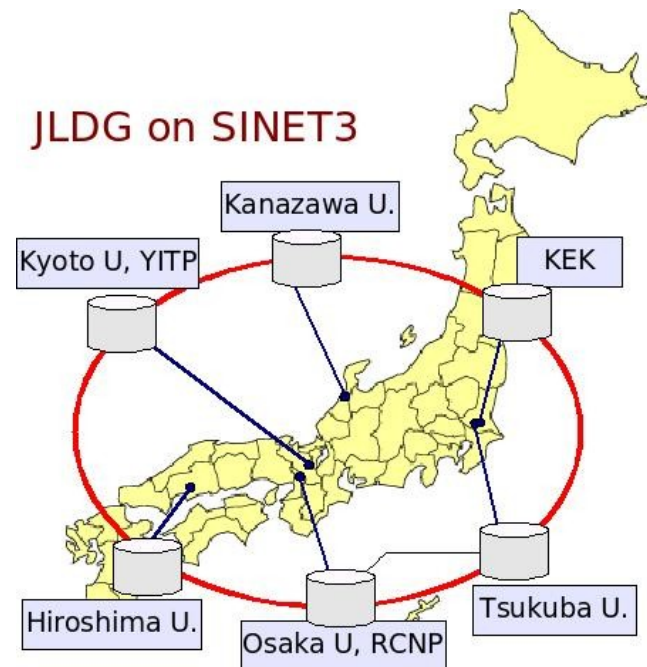 JLDG on SINET3
Kanazawa U.
Kyoto U, YITP
KEK
Hiroshima U.
Osaka U, RCNP
Tsukuba U.